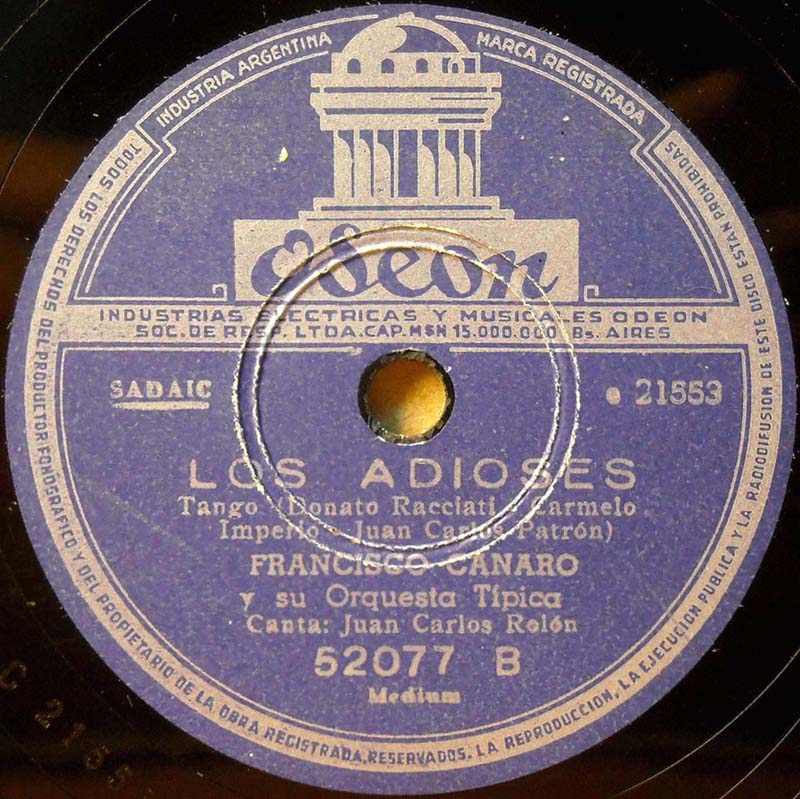 INDUSTRIA ARGENTINA
MARCA REGISTRADA
TODOS LOS DERECHOS DEL PRODUCTOR FONOGRAFICO Y DEL PROPIETARIO DE LA OBRA REGISTRADA, RESERVADOS. LA REPRODUCCION, LA EJECUCION PUBLICA Y LA RADIODIFUSION DE ESTE DISCO ESTAN PROHIBIDAS
Odeon
INDUSTRIAS ELECTRICAS Y MUSICALES ODEON
SOC. DE RESP. LTDA. CAP. M$N 15.000.000 Bs. AIRES
SADAIC
e 21553
LOS ADIOSES
Tango (Donato Racciati - Carmelo
Imperio - Juan Carlos Patrón)
FRANCISCO CANARO
y su Orquesta Típica
Canta: Juan Carlos Rolón
52077 B
Medium
C 2155